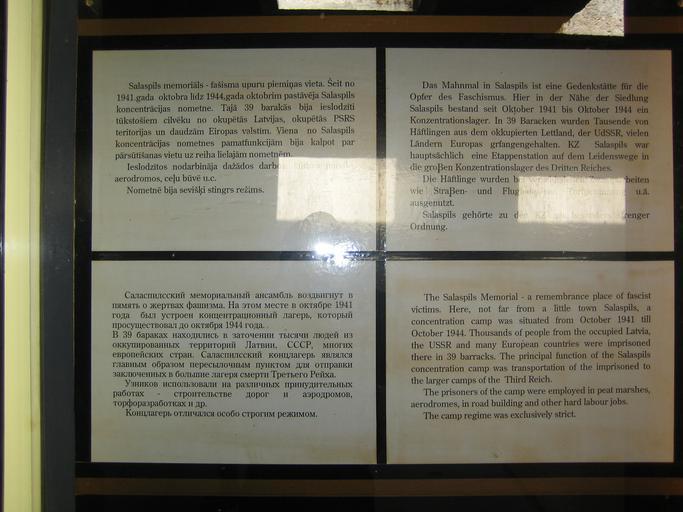 Salaspils memoriāls - fašisma upuru piemiņas vieta. Šeit no
1941.gada oktobra līdz 1944.gada oktobrim pastāvēja Salaspils
koncentrācijas nometne. Tajā 39 barakās bija ieslodzīti
tūkstošiem cilvēku no okupētās Latvijas, okupētās PSRS
teritorijas un daudzām Eiropas valstīm. Viena no Salaspils
koncentrācijas nometnes pamatfunkcijām bija kalpot par
pārsūtīšanas vietu uz reiha lielajām nometnēm.
Ieslodzītos nodarbināja dažādos
aerodromos, ceļu būvē u.c.
Nometnē bija sevišķi stingrs režīms.
Das Mahnmal in Salaspils ist eine Gedenkstätte für die
Opfer des Faschismus. Hier in der Nähe der Siedlung
Salaspils bestand seit Oktober 1941 bis Oktober 1944 ein
Konzentrationslager. In 39 Baracken wurden Tausende von
Häftlingen aus dem okkupierten Lettland, der UdSSR, vielen
Ländern Europas grfangengehalten. KZ Salaspils war
hauptsächlich eine Etappenstation auf dem Leidenswege in
die großen Konzentrationslager des Dritten Reiches.
Die Häftlinge wurden
wie Straßen- und u.ä.
ausgenutzt.
Salaspils gehörte zu
Ordnung.
Саласпилсский мемориальный ансамбль воздвигнут в
память о жертвах фашизма. На этом месте в октябре 1941
года был устроен концентрационный лагерь, который
просуществовал до октября 1944 года.
В 39 бараках находились в заточении тысячи людей из
оккупированных территорий Латвии, СССР, многих
европейских стран. Саласпилсский концлагерь являлся
главным образом пересылочным пунктом для отправки
заключенных в большие лагеря смерти Третьего Рейха.
Узников использовали на различных принудительных
работах - строительстве дорог и аэродромов,
торфоразработках и др.
Концлагерь отличался особо строгим режимом.
The Salaspils Memorial - a remembrance place of fascist
victims. Here, not far from a little town Salaspils, a
concentration camp was situated from October 1941 till
October 1944. Thousands of people from the occupied Latvia,
the USSR and many European countries were imprisoned
there in 39 barracks. The principal function of the Salaspils
concentration camp was transportation of the imprisoned to
the larger camps of the Third Reich.
The prisoners of the camp were employed in peat marshes,
aerodromes, in road building and other hard labour jobs.
The camp regime was exclusively strict.